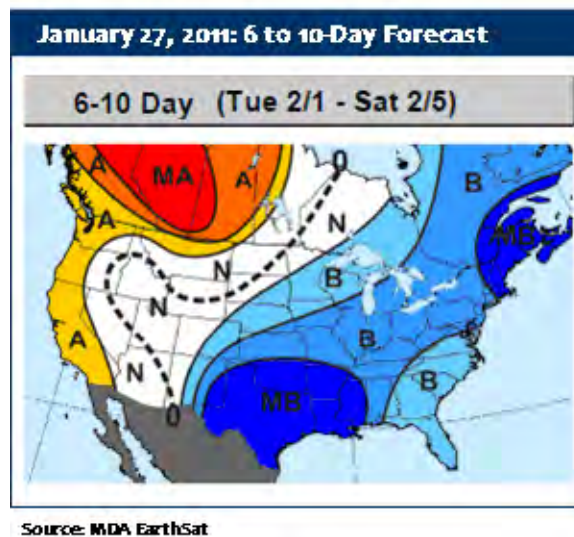 January 27, 2011: 6 to 10-Day Forecast
6-10 Day (Tue 2/1 - Sat 2/5)
A
MA
A
0
B
A
N
MB
N
B
N
A
N
B
B
MB
0
Source: MDA EarthSat